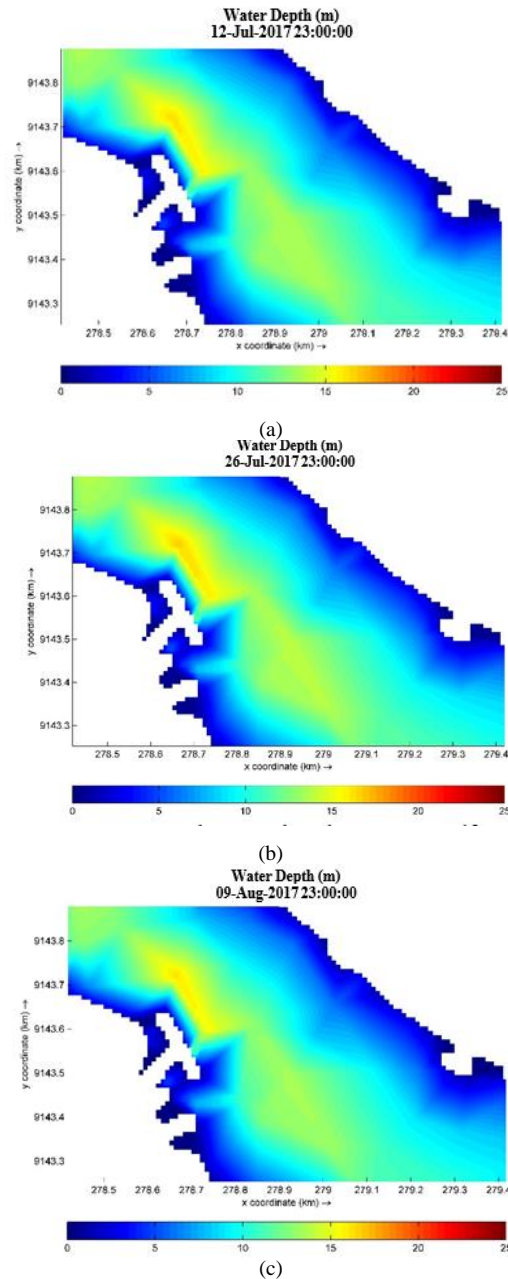 Water Depth (m)
12-Jul-2017 23:00:00
y coordinate (km) →
9143.8
9143.7
9143.6
9143.5
9143.4
9143.3
278.5 278.6 278.7 278.8 278.9 279 279.1 279.2 279.3 279.4
x coordinate (km) →
0 5 10 15 20 25
(a)
Water Depth (m)
26-Jul-2017 23:00:00
y coordinate (km) →
9143.8
9143.7
9143.6
9143.5
9143.4
9143.3
278.5 278.6 278.7 278.8 278.9 279 279.1 279.2 279.3 279.4
x coordinate (km) →
0 5 10 15 20 25
(b)
Water Depth (m)
09-Aug-2017 23:00:00
y coordinate (km) →
9143.8
9143.7
9143.6
9143.5
9143.4
9143.3
278.5 278.6 278.7 278.8 278.9 279 279.1 279.2 279.3 279.4
x coordinate (km) →
0 5 10 15 20 25
(c)